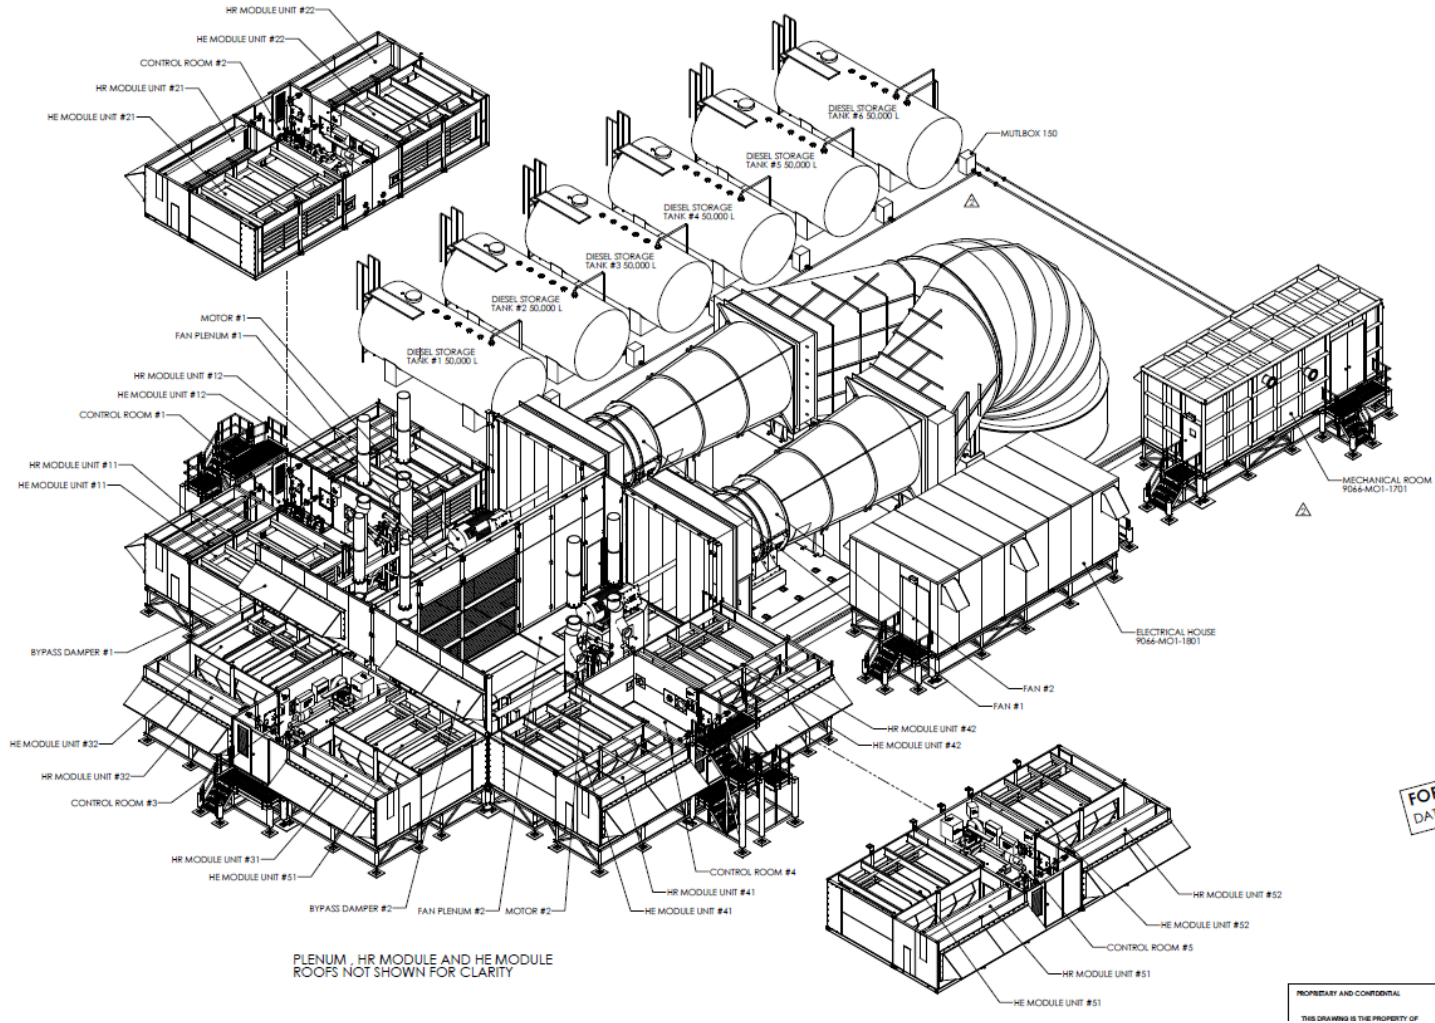 HR MODULE UNIT #22
HE MODULE UNIT #22
CONTROL ROOM #2
HR MODULE UNIT #21
HE MODULE UNIT #21
DIESEL STORAGE
TANK #6 50,000 L
MUTLBOX 150
DIESEL STORAGE
TANK #5 50,000 L
2
DIESEL STORAGE
TANK #4 50,000 L
DIESEL STORAGE
TANK #3 50,000 L
DIESEL STORAGE
TANK #2 50,000 L
DIESEL STORAGE
TANK #1 50,000 L
MOTOR #1
FAN PLENUM #1
HR MODULE UNIT #12
HE MODULE UNIT #12
CONTROL ROOM #1
HR MODULE UNIT #11
HE MODULE UNIT #11
MECHANICAL ROOM
9066-MO1-1701
2
ELECTRICAL HOUSE
9066-MO1-1801
BYPASS DAMPER #1
FAN #2
FAN #1
HR MODULE UNIT #42
HE MODULE UNIT #42
HE MODULE UNIT #32
HR MODULE UNIT #32
CONTROL ROOM #3
HR MODULE UNIT #31
HE MODULE UNIT #51
BYPASS DAMPER #2
FAN PLENUM #2
MOTOR #2
CONTROL ROOM #4
HR MODULE UNIT #41
HE MODULE UNIT #41
HR MODULE UNIT #52
HE MODULE UNIT #52
CONTROL ROOM #5
HR MODULE UNIT #51
HE MODULE UNIT #51
PLENUM , HR MODULE AND HE MODULE
ROOFS NOT SHOWN FOR CLARITY
FOR
DAT
PROPRIETARY AND CONFIDENTIAL
THIS DRAWING IS THE PROPERTY OF